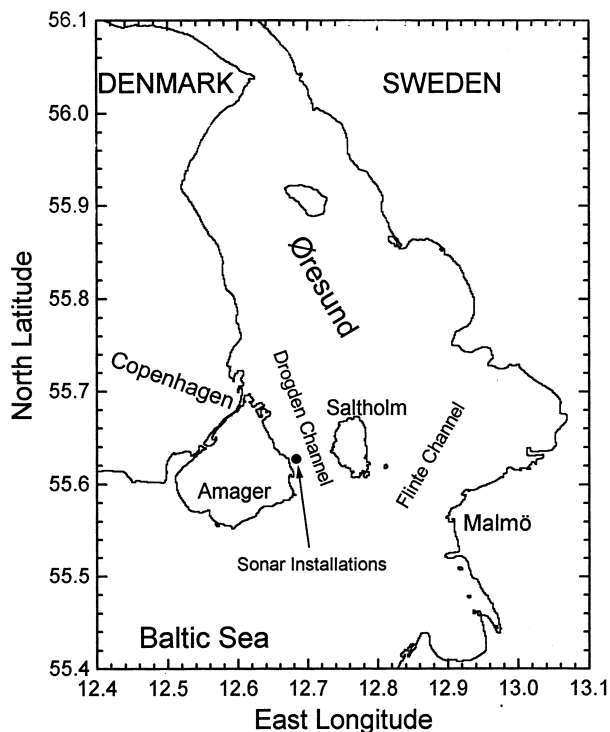 56.1
56.0
55.9
55.8
55.7
55.6
55.5
55.4
North Latitude
DENMARK
SWEDEN
Øresund
Copenhagen
Drogden Channel
Saltholm
Flinte Channel
Amager
Malmö
Sonar Installations
Baltic Sea
12.4 12.5 12.6 12.7 12.8 12.9 13.0 13.1
East Longitude